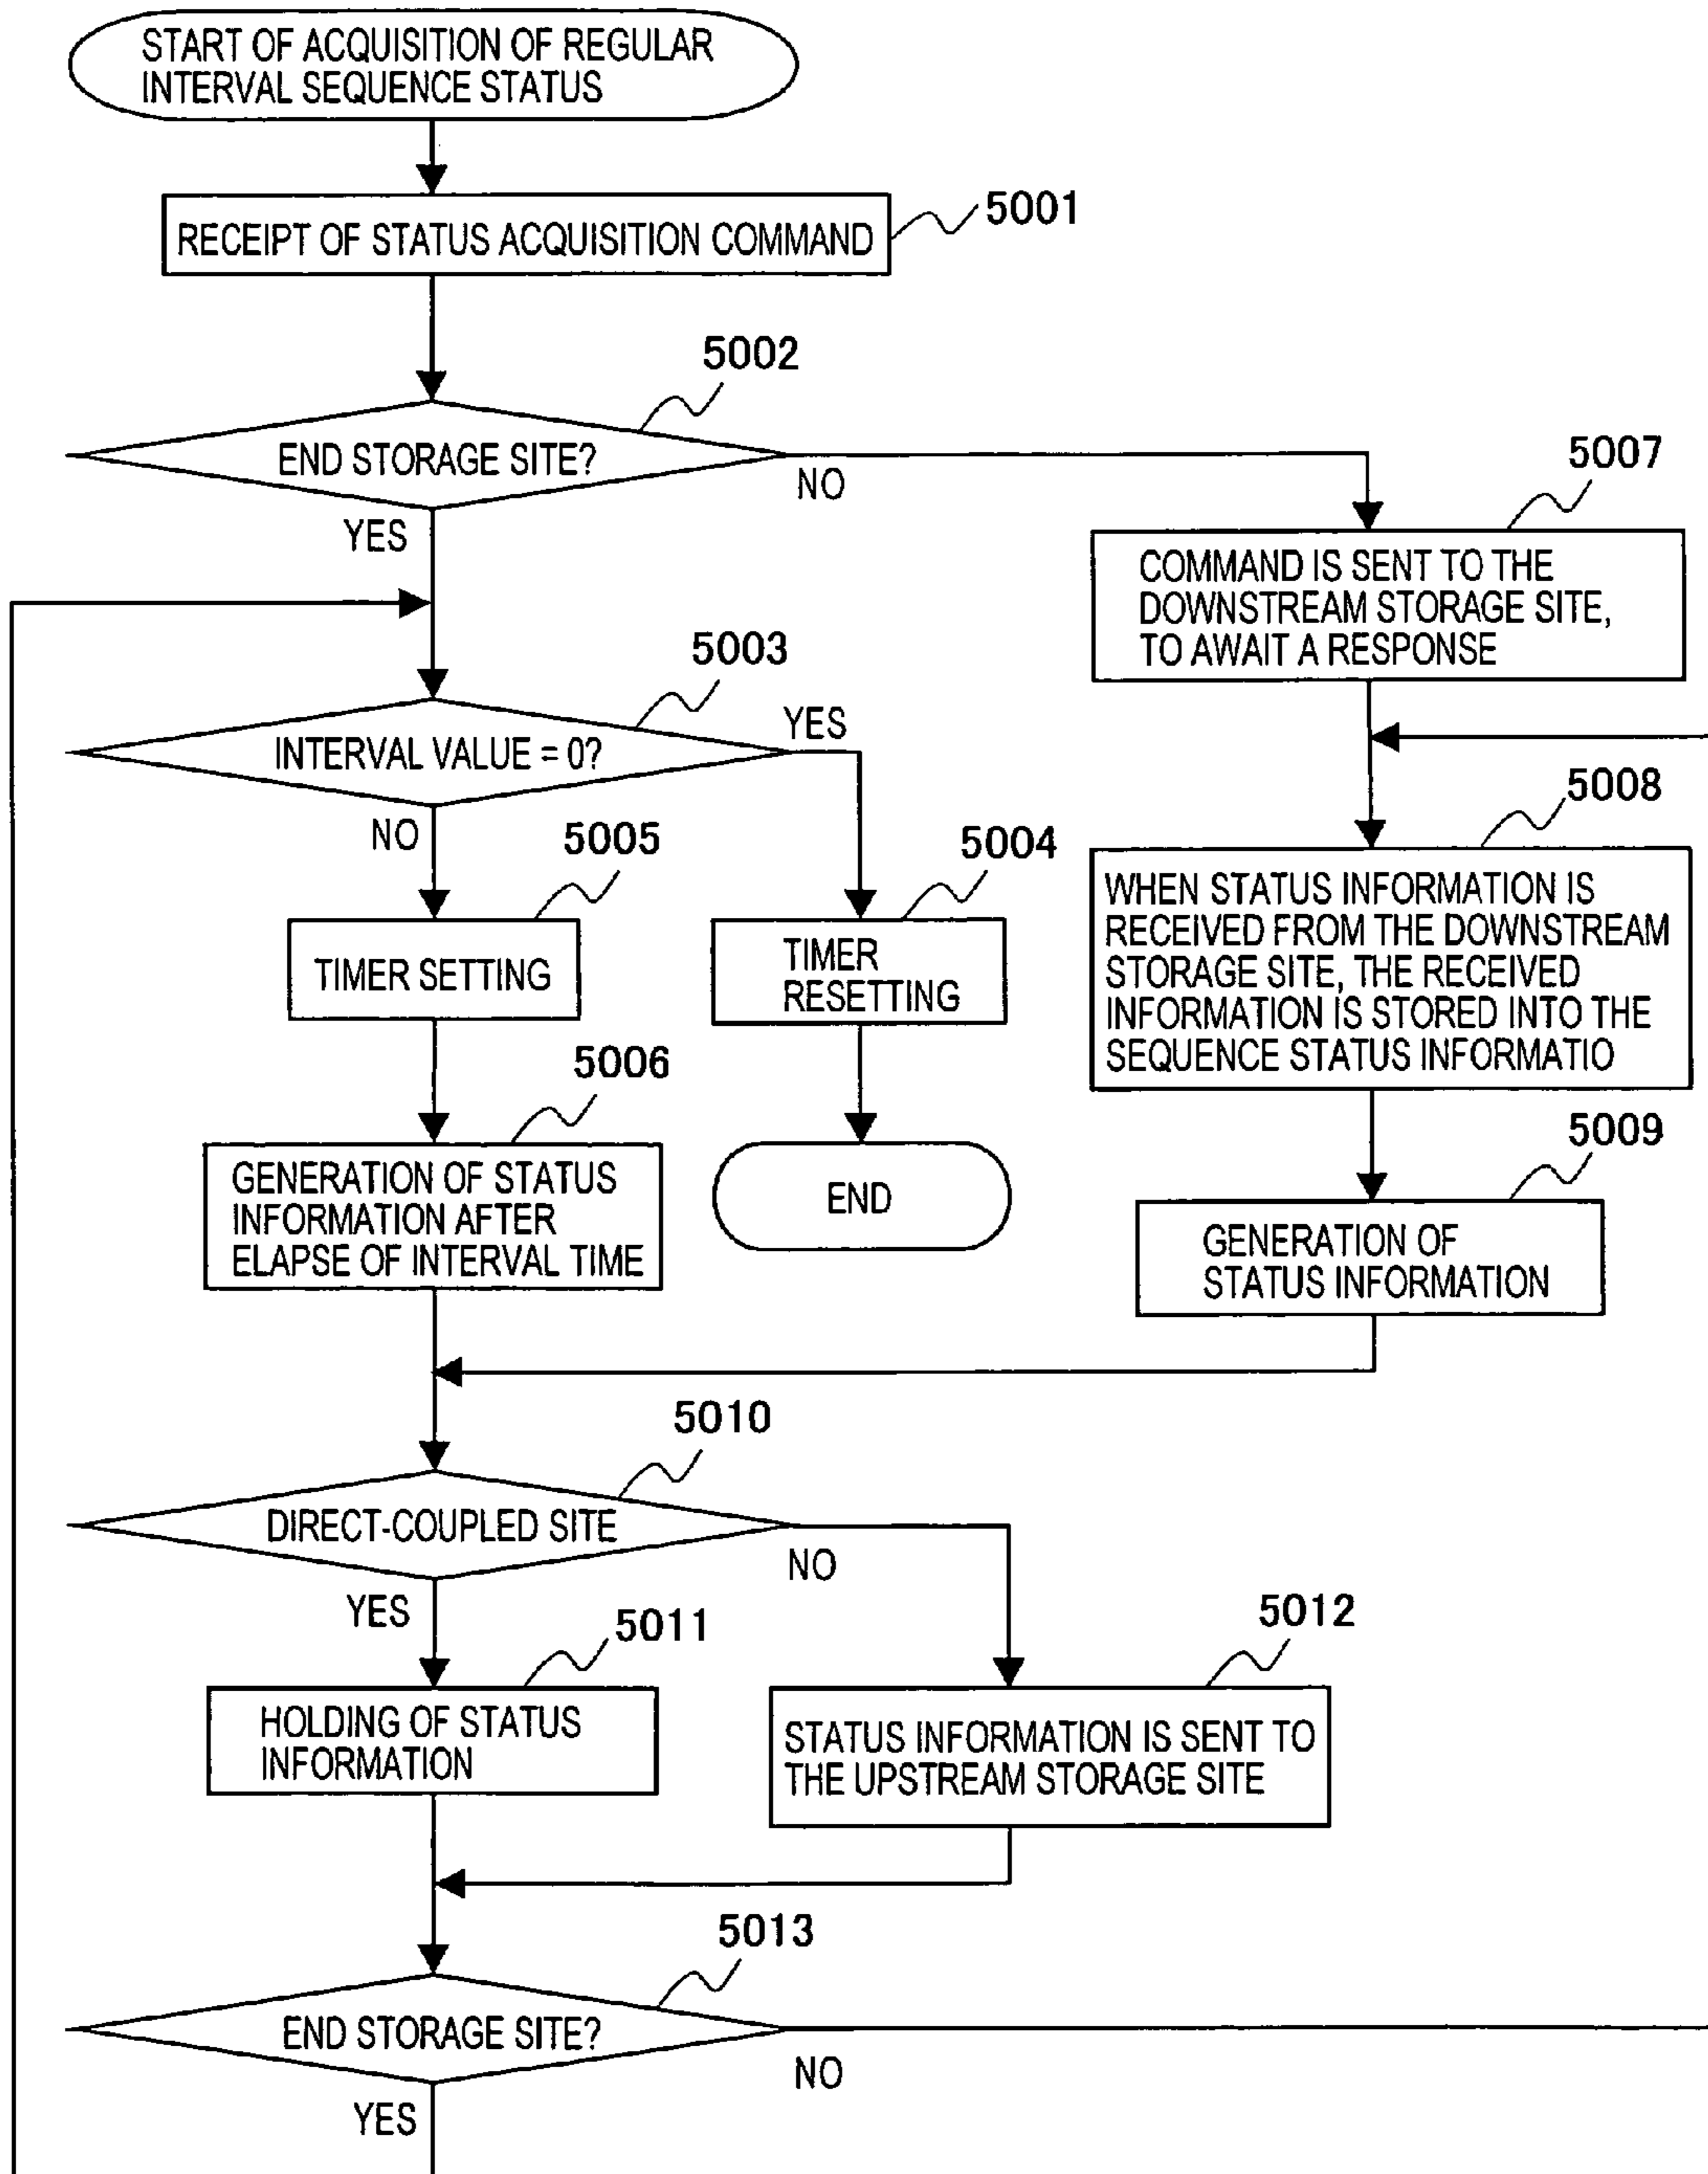 START OF ACQUISITION OF REGULAR
INTERVAL SEQUENCE STATUS
RECEIPT OF STATUS ACQUISITION COMMAND
5001
5002
END STORAGE SITE?
NO
YES
5007
COMMAND IS SENT TO THE
DOWNSTREAM STORAGE SITE,
TO AWAIT A RESPONSE
5003
INTERVAL VALUE = 0?
YES
NO
5005
TIMER SETTING
5004
TIMER
RESETTING
5008
WHEN STATUS INFORMATION IS
RECEIVED FROM THE DOWNSTREAM
STORAGE SITE, THE RECEIVED
INFORMATION IS STORED INTO THE
SEQUENCE STATUS INFORMATIO
5006
GENERATION OF STATUS
INFORMATION AFTER
ELAPSE OF INTERVAL TIME
END
5009
GENERATION OF
STATUS INFORMATION
5010
DIRECT-COUPLED SITE
NO
YES
5011
HOLDING OF STATUS
INFORMATION
5012
STATUS INFORMATION IS SENT TO
THE UPSTREAM STORAGE SITE
5013
END STORAGE SITE?
NO
YES